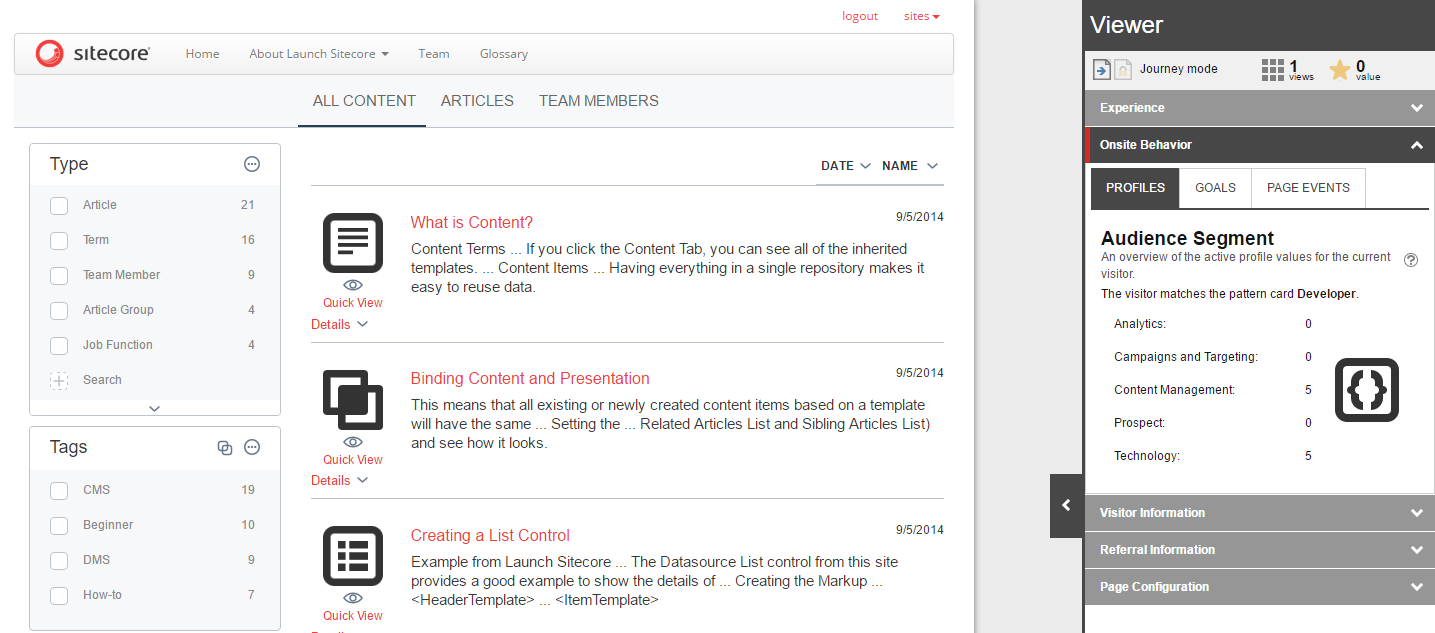 logout sites
sitecore Home About Launch Sitecore Team Glossary
ALL CONTENT ARTICLES TEAM MEMBERS
Type
Article 21
Term 16
Team Member 9
Article Group 4
Job Function 4
Search
Tags
CMS 19
Beginner 10
DMS 9
How-to 7
DATE NAME
What is Content? 9/5/2014
Content Terms ... If you click the Content Tab, you can see all of the inherited
templates. ... Content Items ... Having everything in a single repository makes it
easy to reuse data.
Quick View
Details
Binding Content and Presentation 9/5/2014
This means that all existing or newly created content items based on a template
will have the same ... Setting the ... Related Articles List and Sibling Articles List)
and see how it looks.
Quick View
Details
Creating a List Control 9/5/2014
Example from Launch Sitecore ... The Datasource List control from this site
provides a good example to show the details of ... Creating the Markup ...
<HeaderTemplate> ... <ItemTemplate>
Quick View
Viewer
Journey mode 1 views 0 value
Experience
Onsite Behavior
PROFILES GOALS PAGE EVENTS
Audience Segment
An overview of the active profile values for the current
visitor.
The visitor matches the pattern card Developer.
Analytics: 0
Campaigns and Targeting: 0
Content Management: 5
Prospect: 0
Technology: 5
Visitor Information
Referral Information
Page Configuration